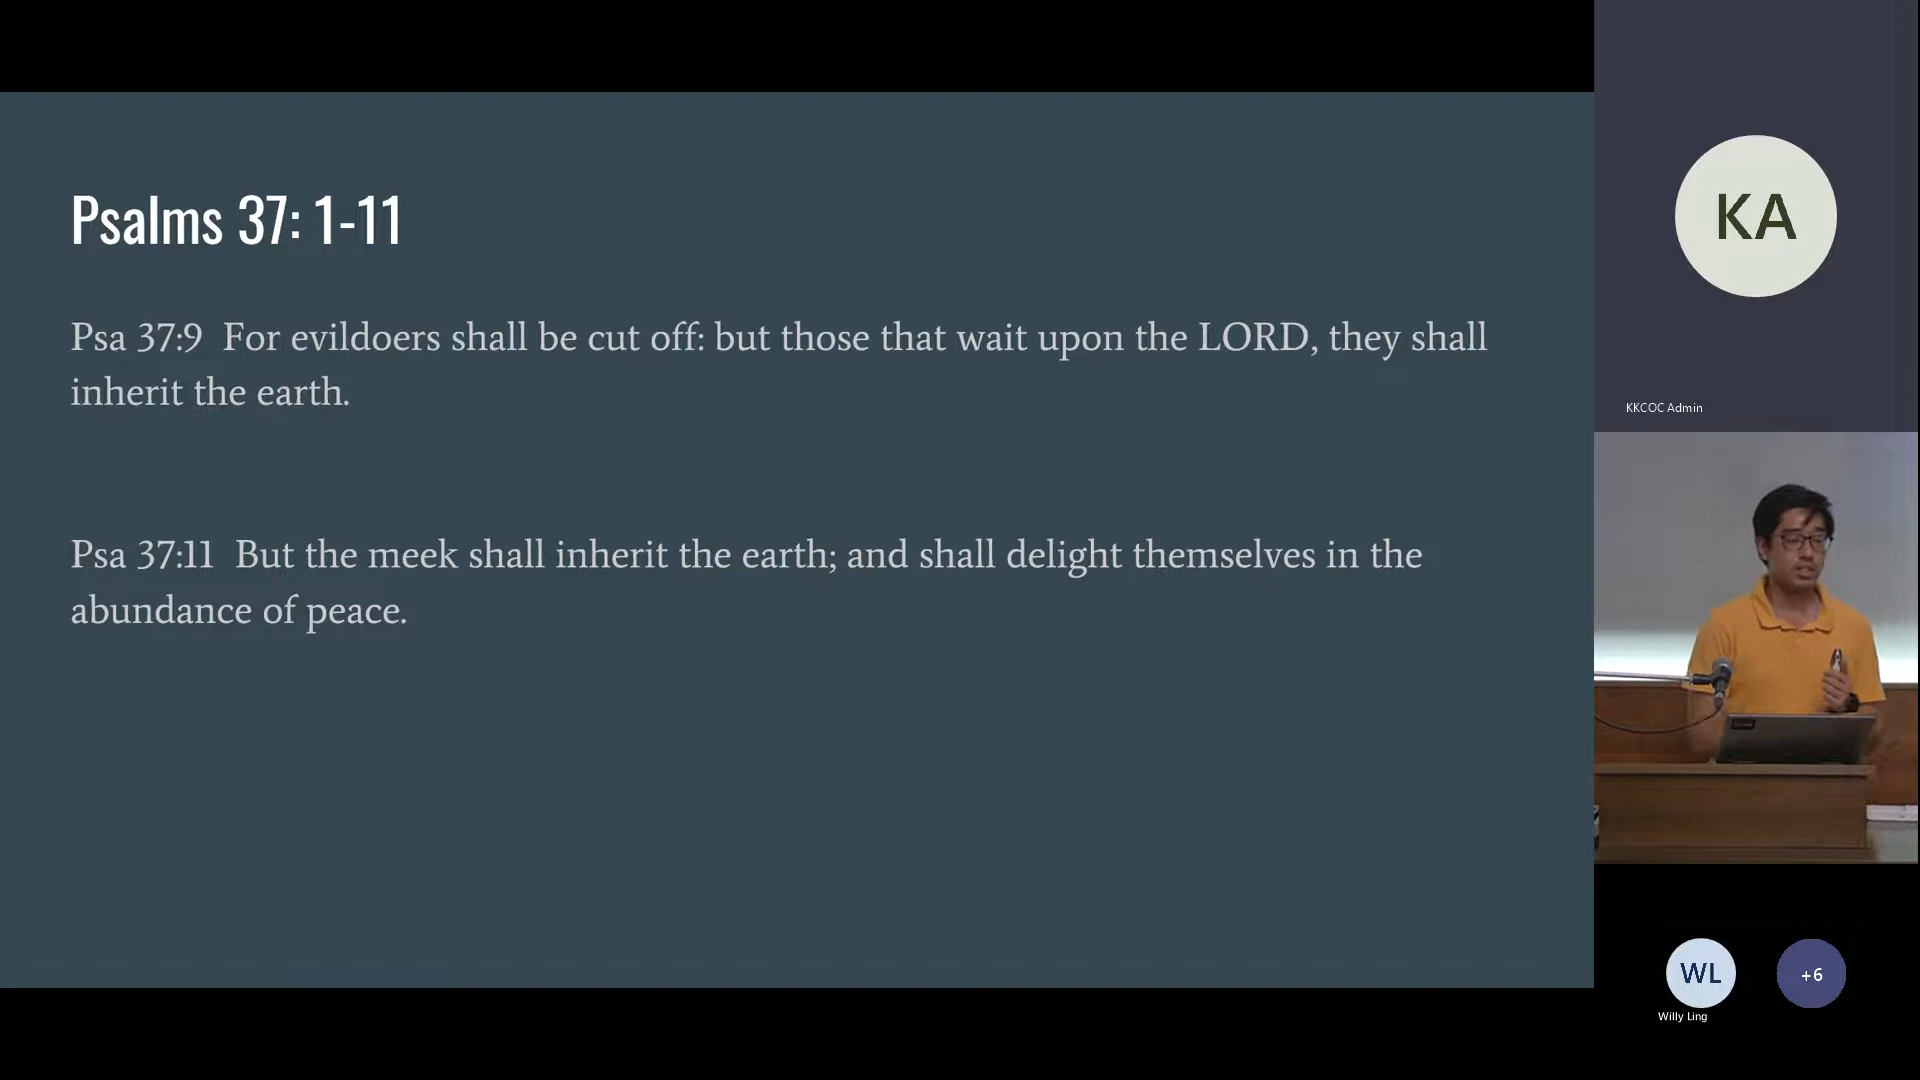 Psalms 37: 1-11
Psa 37:9 For evildoers shall be cut off: but those that wait upon the LORD, they shall
inherit the earth.
Psa 37:11 But the meek shall inherit the earth; and shall delight themselves in the
abundance of peace.
KA
KKCOC Admin
WL
+6
Willy Ling